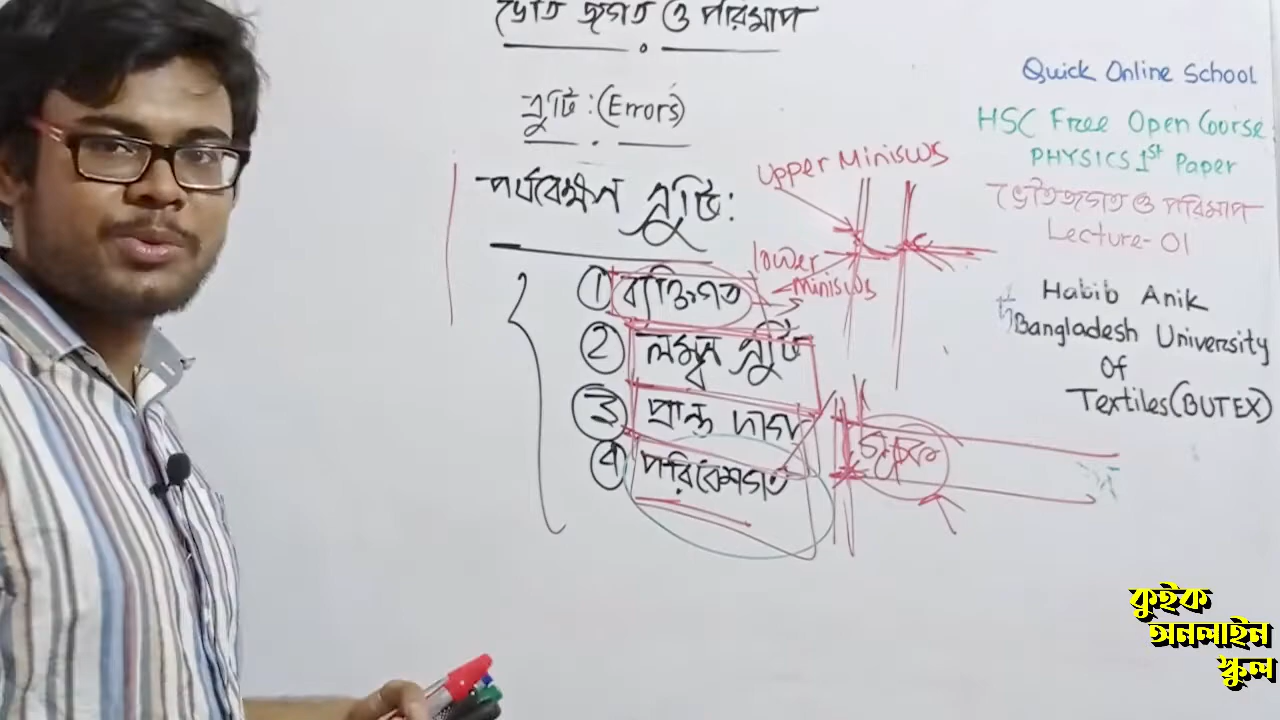 ভৌত জগত ও পরিমাপ
ত্রুটি : (Errors)
পর্যবেক্ষণ ত্রুটি:
① ব্যক্তিগত
② লম্বন ত্রুটি
③ প্রান্ত দাগ
④ পরিবেশগত
Upper Miniscus
lower
Miniscus
Quick Online School
HSC Free Open Course
PHYSICS 1st Paper
ভৌতজগত ও পরিমাপ
Lecture-01
Habib Anik
Bangladesh University
Of
Textiles(BUTEX)
কুইক
অনলাইন
স্কুল